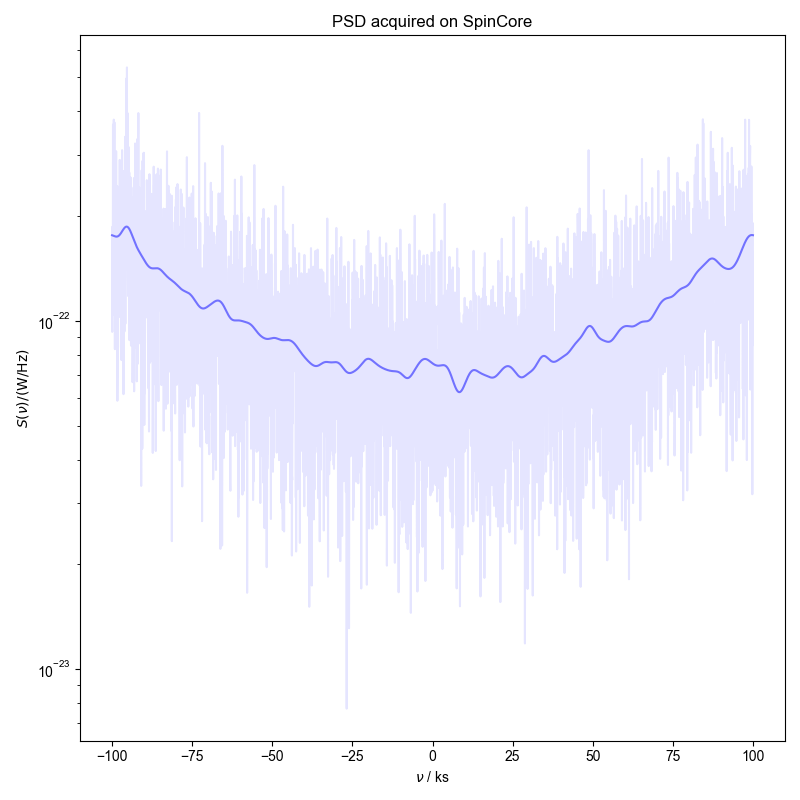 PSD acquired on SpinCore
S(ν)/(W/Hz)
10⁻²²
10⁻²³
−100 −75 −50 −25 0 25 50 75 100
ν / ks